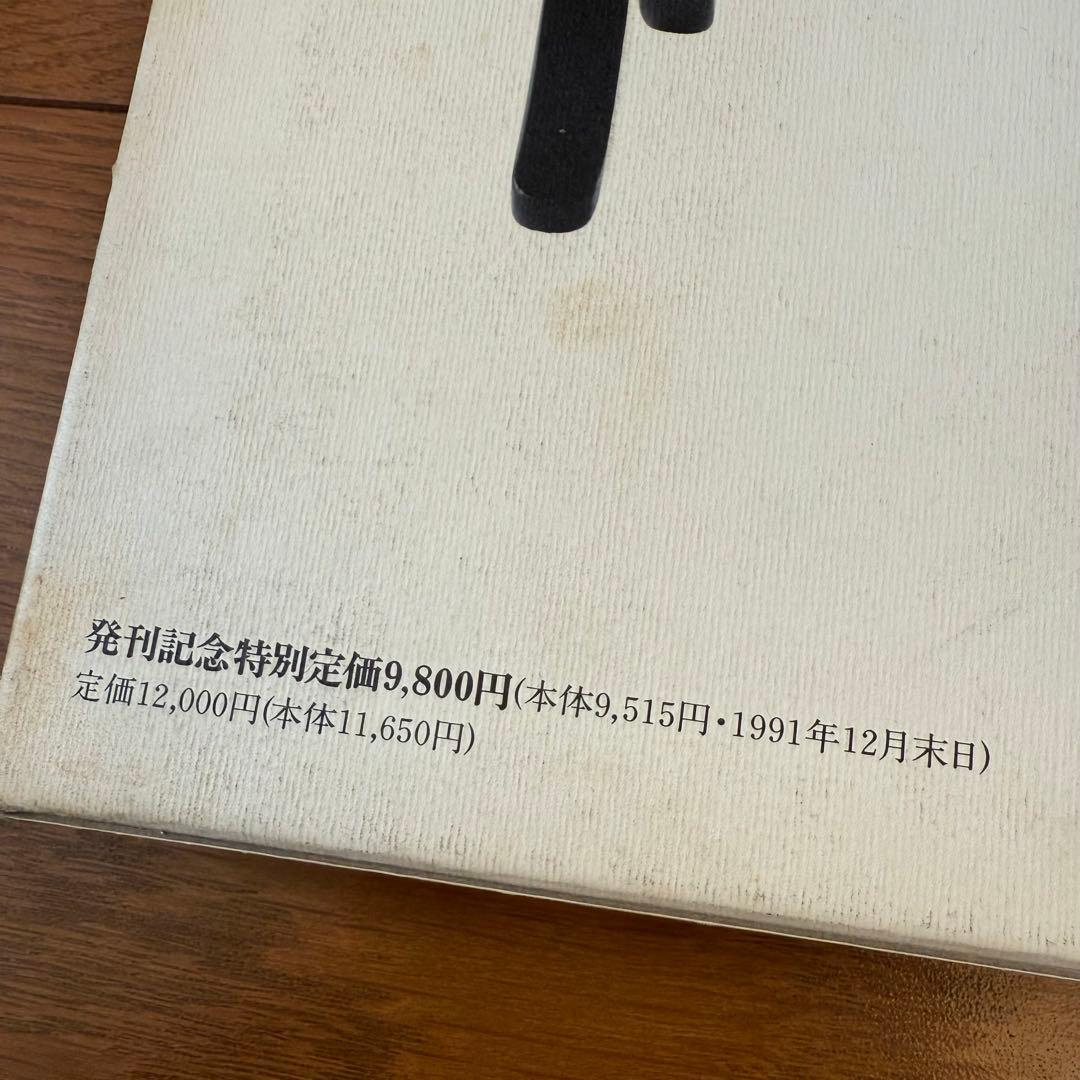 発刊記念特別定価9,800円(本体9,515円・1991年12月末日)
定価12,000円(本体11,650円)